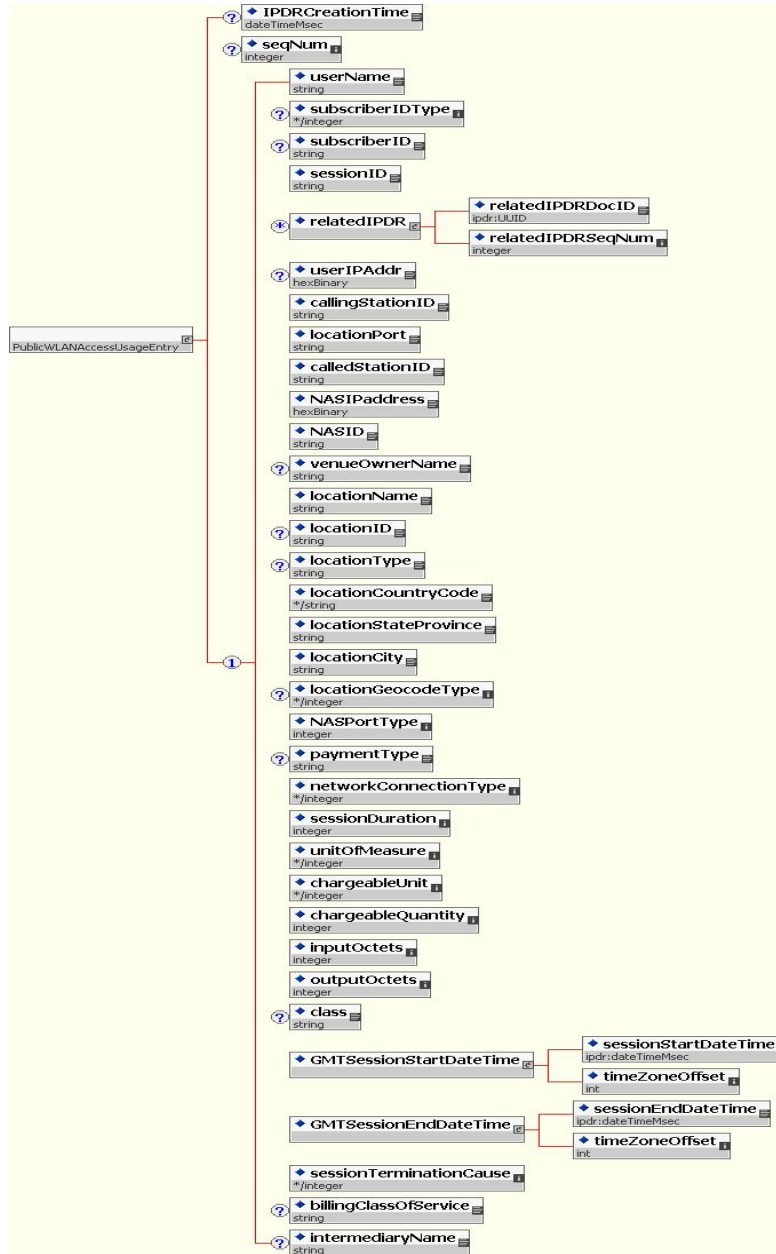 ? IPDRCreationTime
dateTimeMsec
? seqNum
integer
userName
string
? subscriberIDType
*/integer
? subscriberID
string
sessionID
string
* relatedIPDR
relatedIPDRDocID
ipdr:UUID
relatedIPDRSeqNum
integer
? userIPAddr
hexBinary
callingStationID
string
locationPort
string
PublicWLANAccessUsageEntry
calledStationID
string
NASIPaddress
hexBinary
NASID
string
? venueOwnerName
string
locationName
string
? locationID
string
? locationType
string
locationCountryCode
*/string
locationStateProvince
string
1
locationCity
string
? locationGeocodeType
*/integer
NASPortType
integer
? paymentType
string
networkConnectionType
*/integer
sessionDuration
integer
unitOfMeasure
*/integer
chargeableUnit
*/integer
chargeableQuantity
integer
inputOctets
integer
outputOctets
integer
? class
string
GMTSessionStartDateTime
sessionStartDateTime
ipdr:dateTimeMsec
timeZoneOffset
int
GMTSessionEndDateTime
sessionEndDateTime
ipdr:dateTimeMsec
timeZoneOffset
int
sessionTerminationCause
*/integer
? billingClassOfService
string
? intermediaryName
string